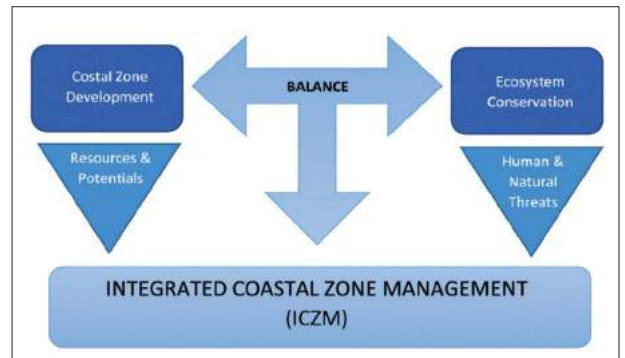 Costal Zone
Development
BALANCE
Ecosystem
Conservation
Resources &
Potentials
Human &
Natural
Threats
INTEGRATED COASTAL ZONE MANAGEMENT
(ICZM)